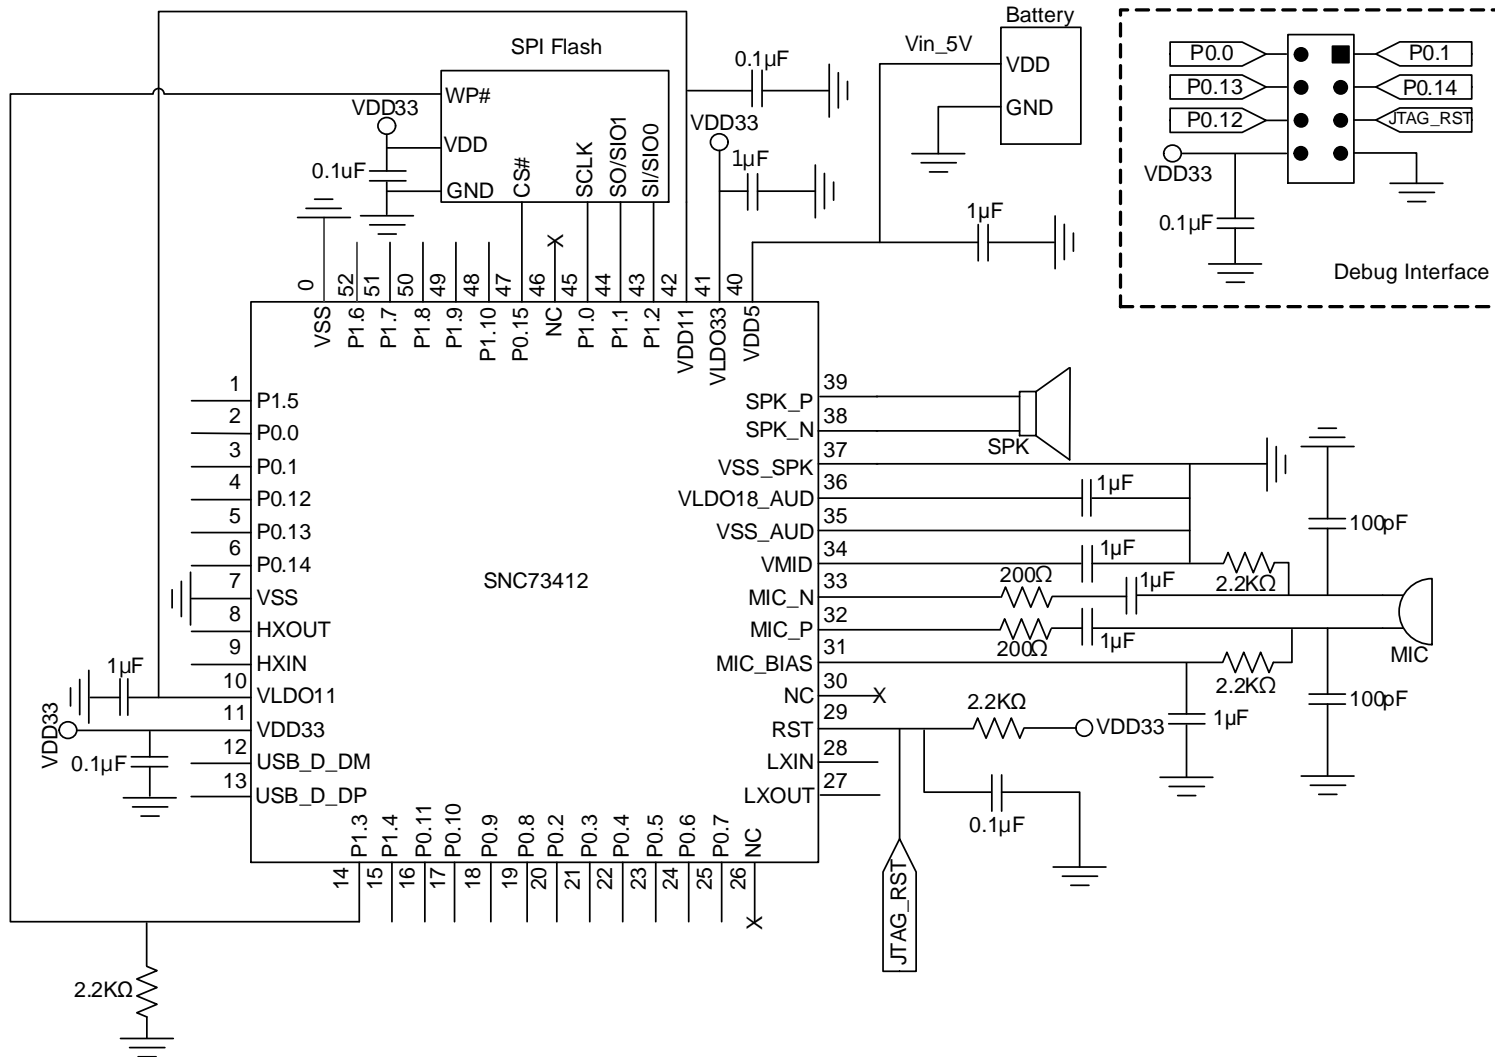 Battery
Vin_5V
VDD
GND
SPI Flash
WP#
VDD33
VDD
0.1uF
GND
CS#
SCLK
SO/SIO1
SI/SIO0
0.1µF
VDD33
1µF
1µF
P0.0
P0.1
P0.13
P0.14
P0.12
JTAG_RST
VDD33
0.1µF
Debug Interface
0
52
51
50
49
48
47
46
45
44
43
42
41
40
VSS
P1.6
P1.7
P1.8
P1.9
P1.10
P0.15
NC
P1.0
P1.1
P1.2
VDD11
VLDO33
VDD5
1
P1.5
2
P0.0
3
P0.1
4
P0.12
5
P0.13
6
P0.14
7
VSS
8
HXOUT
9
HXIN
10
VLDO11
1µF
11
VDD33
VDD33
0.1µF
12
USB_D_DM
13
USB_D_DP
SNC73412
39
SPK_P
38
SPK_N
SPK
37
VSS_SPK
36
VLDO18_AUD
1µF
35
VSS_AUD
34
VMID
1µF
2.2KΩ
100pF
33
MIC_N
200Ω
1µF
32
MIC_P
200Ω
1µF
MIC
31
MIC_BIAS
2.2KΩ
1µF
100pF
30
NC
29
RST
2.2KΩ
VDD33
28
LXIN
27
LXOUT
0.1µF
JTAG_RST
P1.3
P1.4
P0.11
P0.10
P0.9
P0.8
P0.2
P0.3
P0.4
P0.5
P0.6
P0.7
NC
14
15
16
17
18
19
20
21
22
23
24
25
26
2.2KΩ